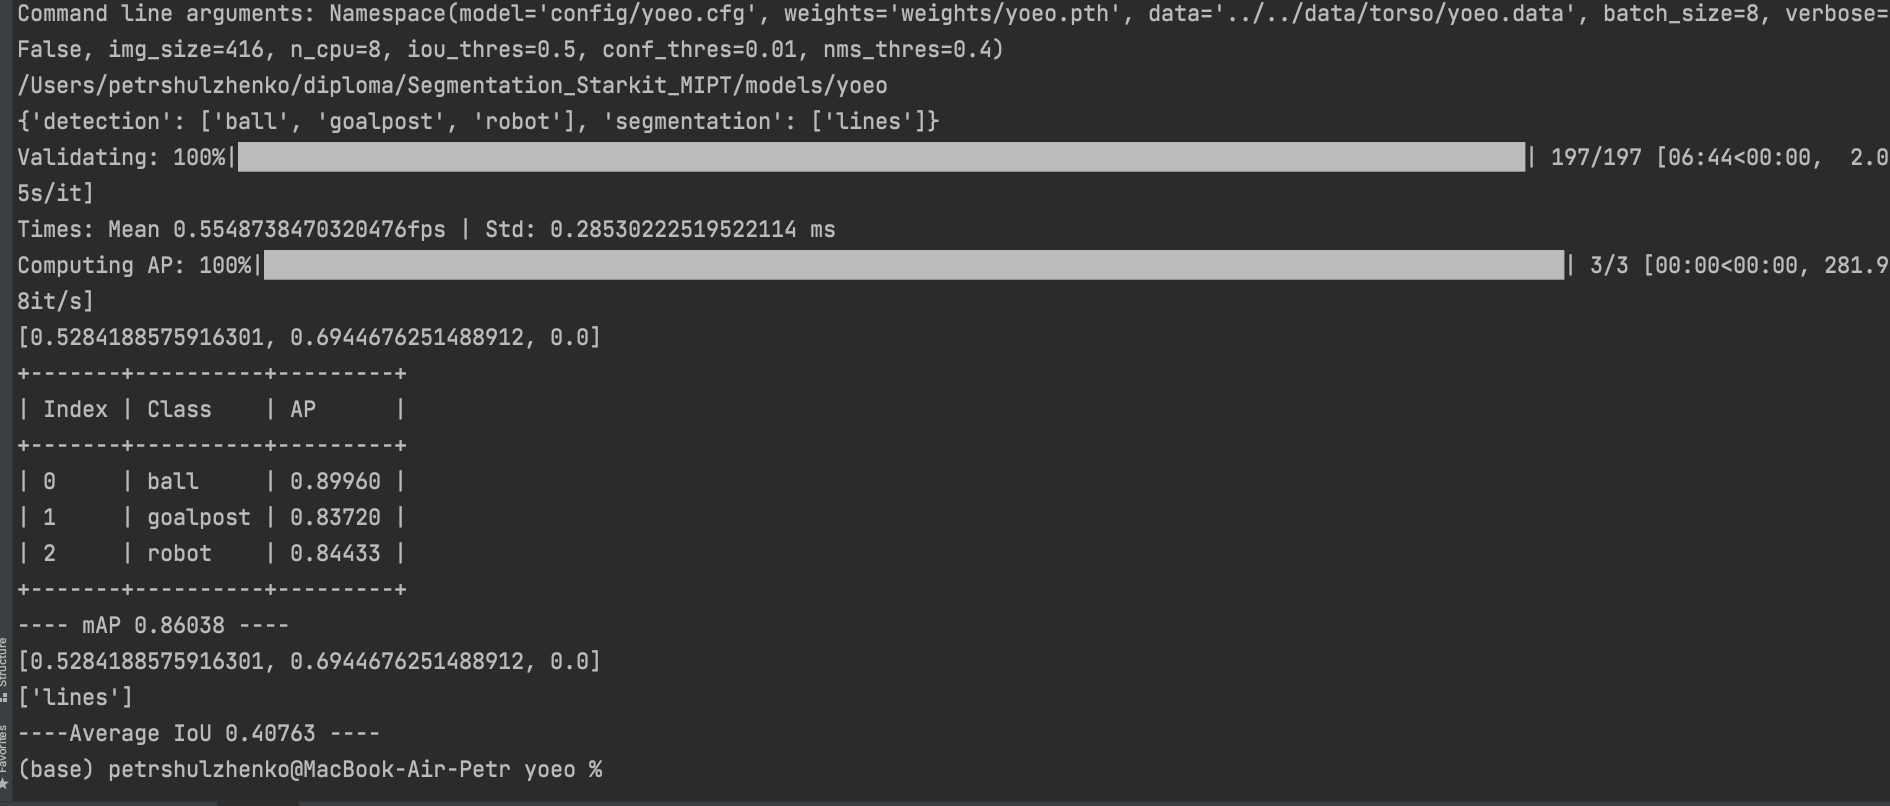 Command line arguments: Namespace(model='config/yoeo.cfg', weights='weights/yoeo.pth', data='../../data/torso/yoeo.data', batch_size=8, verbose=
False, img_size=416, n_cpu=8, iou_thres=0.5, conf_thres=0.01, nms_thres=0.4)
/Users/petrshulzhenko/diploma/Segmentation_Starkit_MIPT/models/yoeo
{'detection': ['ball', 'goalpost', 'robot'], 'segmentation': ['lines']}
Validating: 100%|| 197/197 [06:44<00:00,  2.0
5s/it]
Times: Mean 0.5548738470320476fps | Std: 0.28530222519522114 ms
Computing AP: 100%|| 3/3 [00:00<00:00, 281.9
8it/s]
[0.5284188575916301, 0.6944676251488912, 0.0]
+-------+----------+---------+
| Index | Class    | AP      |
+-------+----------+---------+
| 0     | ball     | 0.89960 |
| 1     | goalpost | 0.83720 |
| 2     | robot    | 0.84433 |
+-------+----------+---------+
---- mAP 0.86038 ----
[0.5284188575916301, 0.6944676251488912, 0.0]
['lines']
----Average IoU 0.40763 ----
(base) petrshulzhenko@MacBook-Air-Petr yoeo %
Structure
Favorites